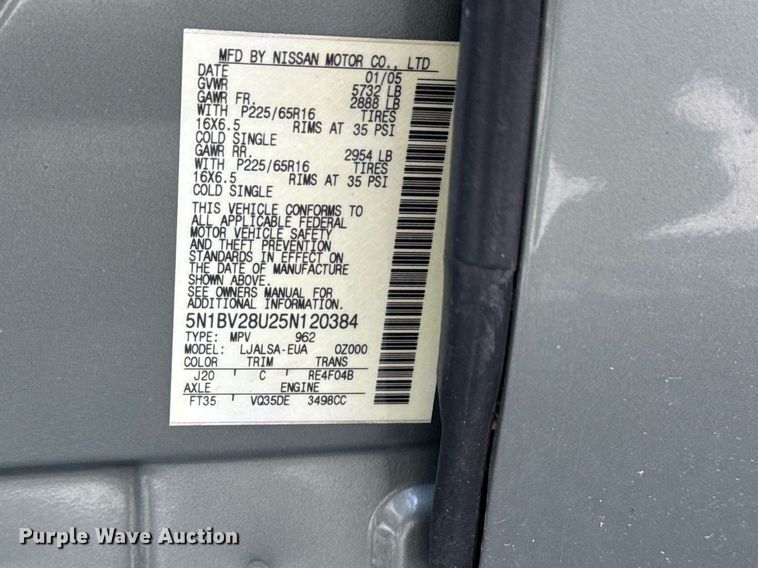 MFD BY NISSAN MOTOR CO., LTD
DATE 01/05
GVWR 5732 LB
GAWR FR. 2888 LB
WITH P225/65R16 TIRES
16X6.5 RIMS AT 35 PSI
COLD SINGLE
GAWR RR. 2954 LB
WITH P225/65R16 TIRES
16X6.5 RIMS AT 35 PSI
COLD SINGLE
THIS VEHICLE CONFORMS TO
ALL APPLICABLE FEDERAL
MOTOR VEHICLE SAFETY
AND THEFT PREVENTION
STANDARDS IN EFFECT ON
THE DATE OF MANUFACTURE
SHOWN ABOVE.
SEE OWNERS MANUAL FOR
ADDITIONAL INFORMATION.
5N1BV28U25N120384
TYPE: MPV 962
MODEL: LJALSA-EUA QZ000
COLOR TRIM TRANS
J20 C RE4F04B
AXLE ENGINE
FT35 VQ35DE 3498CC
Purple Wave Auction